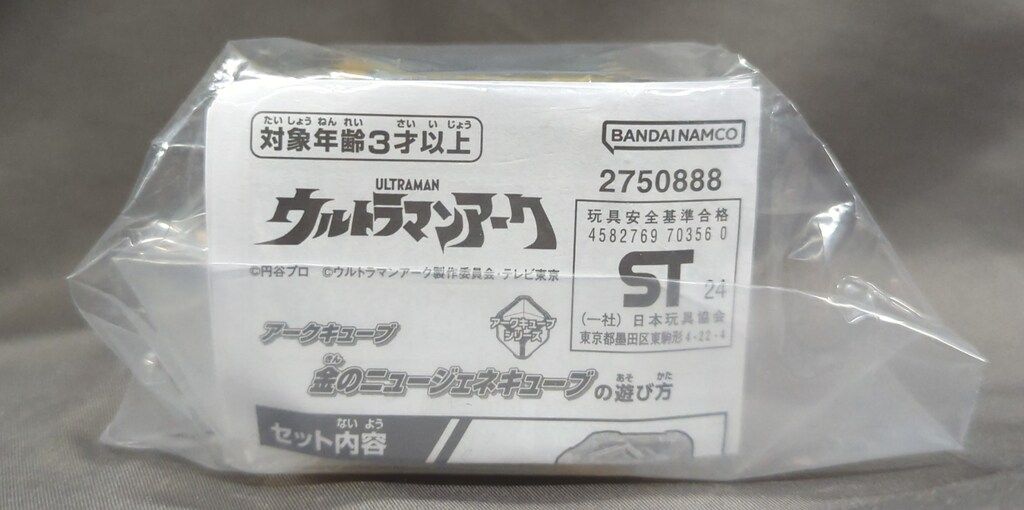 たいしょうねんれい さいいじょう
対象年齢3才以上
BANDAI NAMCO
2750888
ULTRAMAN
ウルトラマンアーク
©円谷プロ ©ウルトラマンアーク製作委員会・テレビ東京
玩具安全基準合格
4582769 70356 0
ST 24
(一社) 日本玩具協会
東京都墨田区東駒形4-22-4
アークキューブ
アークキューブ
シリーズ
きん あそ かた
金のニュージェネキューブの遊び方
ないよう
セット内容